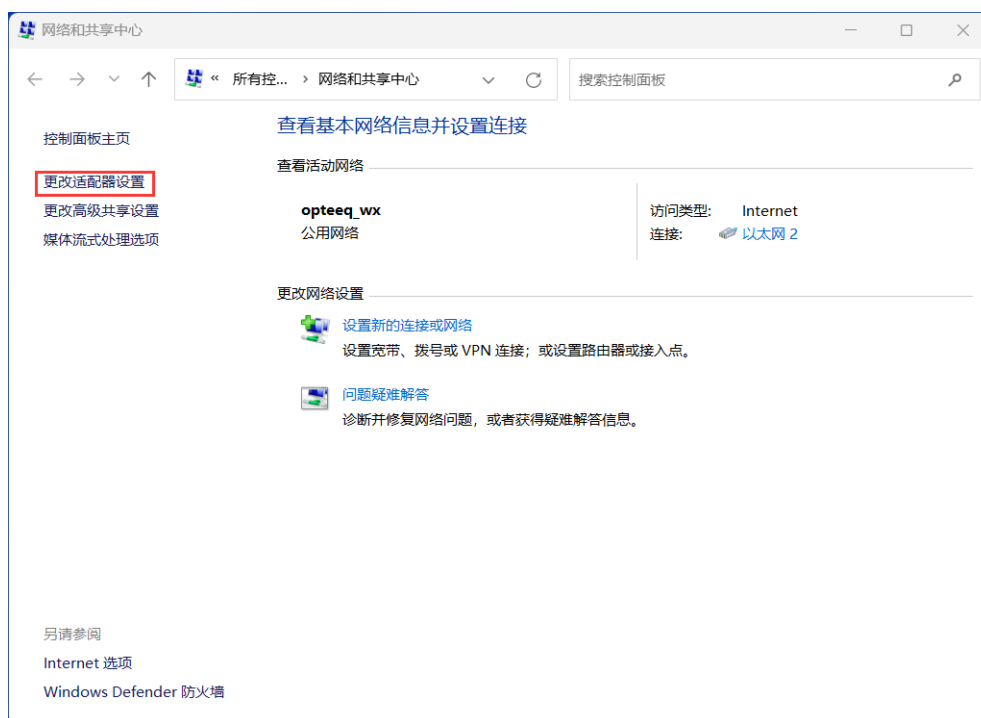 网络和共享中心
« 所有控... › 网络和共享中心
搜索控制面板
控制面板主页
更改适配器设置
更改高级共享设置
媒体流式处理选项
查看基本网络信息并设置连接
查看活动网络
opteeq_wx
公用网络
访问类型: Internet
连接: 以太网 2
更改网络设置
设置新的连接或网络
设置宽带、拨号或 VPN 连接；或设置路由器或接入点。
问题疑难解答
诊断并修复网络问题，或者获得疑难解答信息。
另请参阅
Internet 选项
Windows Defender 防火墙